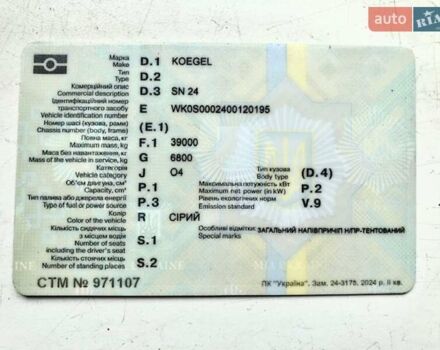 auto RIA
Марка
Make D.1 KOEGEL
Тип
Type D.2
Комерційний опис
Commercial description D.3 SN 24
Ідентифікаційний номер
транспортного засобу E WK0S0002400120195
Vehicle identification number
Номер шасі (кузова, рами)
Chassis number (body, frame) (E.1)
Повна маса, кг
Maximum mass, kg F.1 39000
Маса без навантаження, кг
Mass of the vehicle in service, kg G 6800
Категорія
Vehicle category J O4 Тип кузова
Body type (D.4)
Об'єм двигуна, см³
Capacity, cm³ P.1 Максимальна потужність кВт
Maximum net power (in kW) P.2
Тип палива або джерела енергії
Type of fuel or power source P.3 Рівень екологічних норм
Emission standard V.9
Колір
Color of the vehicle R СІРИЙ
Кількість сидячих місць
з місцем водія
Number of seats
including the driver's seat S.1 Особливі відмітки
Special marks ЗАГАЛЬНИЙ НАПІВПРИЧІП Н/ПР-ТЕНТОВАНИЙ
Кількість стоячих місць
Number of standing places S.2
СТМ № 971107
ПК "Україна". Зам. 24-3175, 2024 р. II кв.